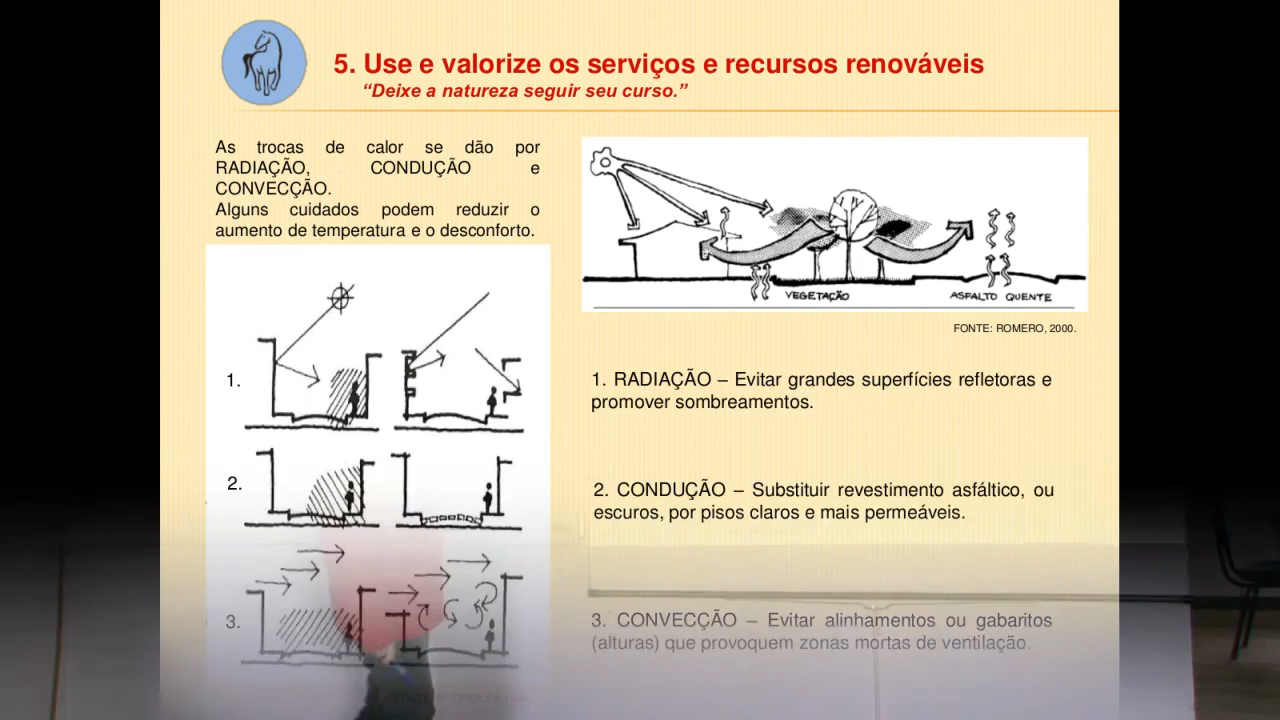 5. Use e valorize os serviços e recursos renováveis
“Deixe a natureza seguir seu curso.”
As trocas de calor se dão por
RADIAÇÃO, CONDUÇÃO e
CONVECÇÃO.
Alguns cuidados podem reduzir o
aumento de temperatura e o desconforto.
VEGETAÇÃO
ASFALTO QUENTE
FONTE: ROMERO, 2000.
1.
2.
3.
1. RADIAÇÃO – Evitar grandes superfícies refletoras e
promover sombreamentos.
2. CONDUÇÃO – Substituir revestimento asfáltico, ou
escuros, por pisos claros e mais permeáveis.
3. CONVECÇÃO – Evitar alinhamentos ou gabaritos
(alturas) que provoquem zonas mortas de ventilação.